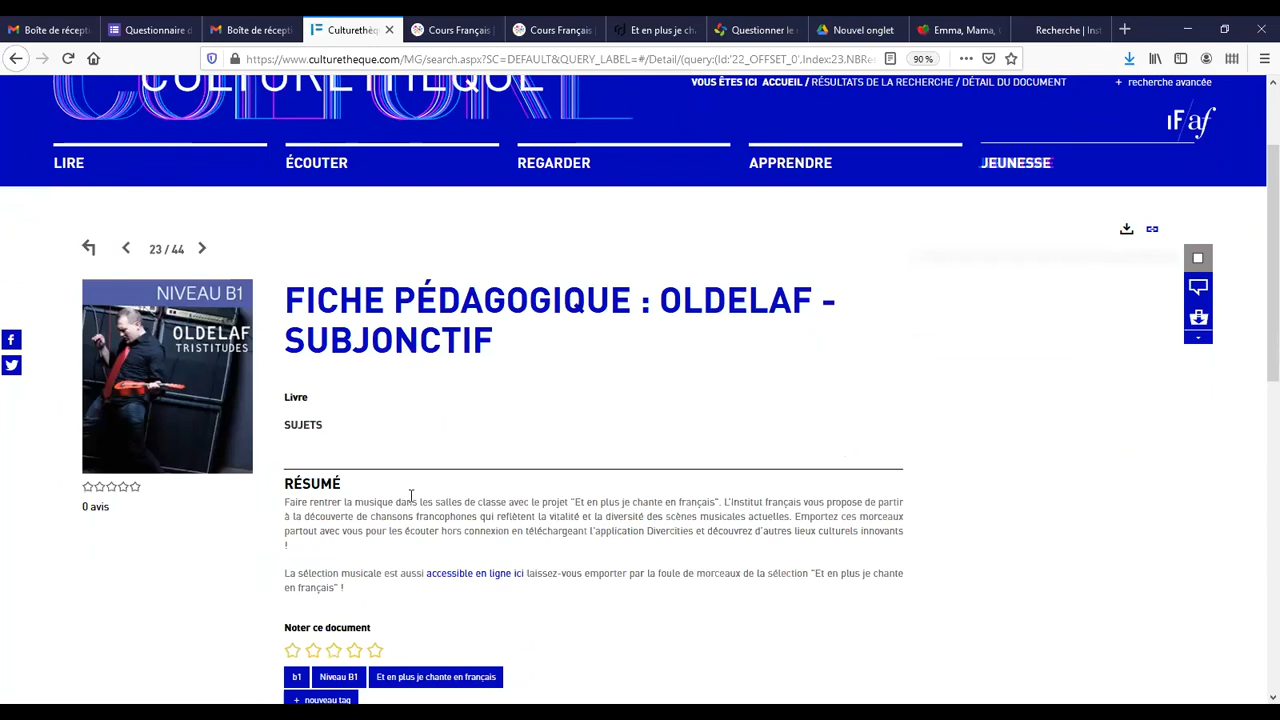 Boîte de récept
Questionnaire d
Boîte de récepti
Culturethèq
Cours Français
Cours Français
Et en plus je ch
Questionner le
Nouvel onglet
Emma, Mama,
Recherche | Inst
https://www.culturetheque.com/MG/search.aspx?SC=DEFAULT&QUERY_LABEL=#/Detail/(query:(Id:'22_OFFSET_0',Index:23,NBRe
90 %
CULTURETHÈQUE
VOUS ÊTES ICI ACCUEIL / RÉSULTATS DE LA RECHERCHE / DÉTAIL DU DOCUMENT
+ recherche avancée
IF/af
LIRE
ÉCOUTER
REGARDER
APPRENDRE
JEUNESSE
23 / 44
NIVEAU B1
OLDELAF
TRISTITUDES
0 avis
FICHE PÉDAGOGIQUE : OLDELAF -
SUBJONCTIF
Livre
SUJETS
RÉSUMÉ
Faire rentrer la musique dans les salles de classe avec le projet "Et en plus je chante en français". L'Institut français vous propose de partir
à la découverte de chansons francophones qui reflètent la vitalité et la diversité des scènes musicales actuelles. Emportez ces morceaux
partout avec vous pour les écouter hors connexion en téléchargeant l'application Divercities et découvrez d'autres lieux culturels innovants
!
La sélection musicale est aussi accessible en ligne ici laissez-vous emporter par la foule de morceaux de la sélection "Et en plus je chante
en français" !
Noter ce document
b1
Niveau B1
Et en plus je chante en français
+ nouveau tag